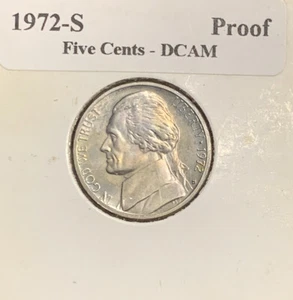 1972-S Proof
Five Cents - DCAM
IN GOD WE TRUST
LIBERTY 1972
S